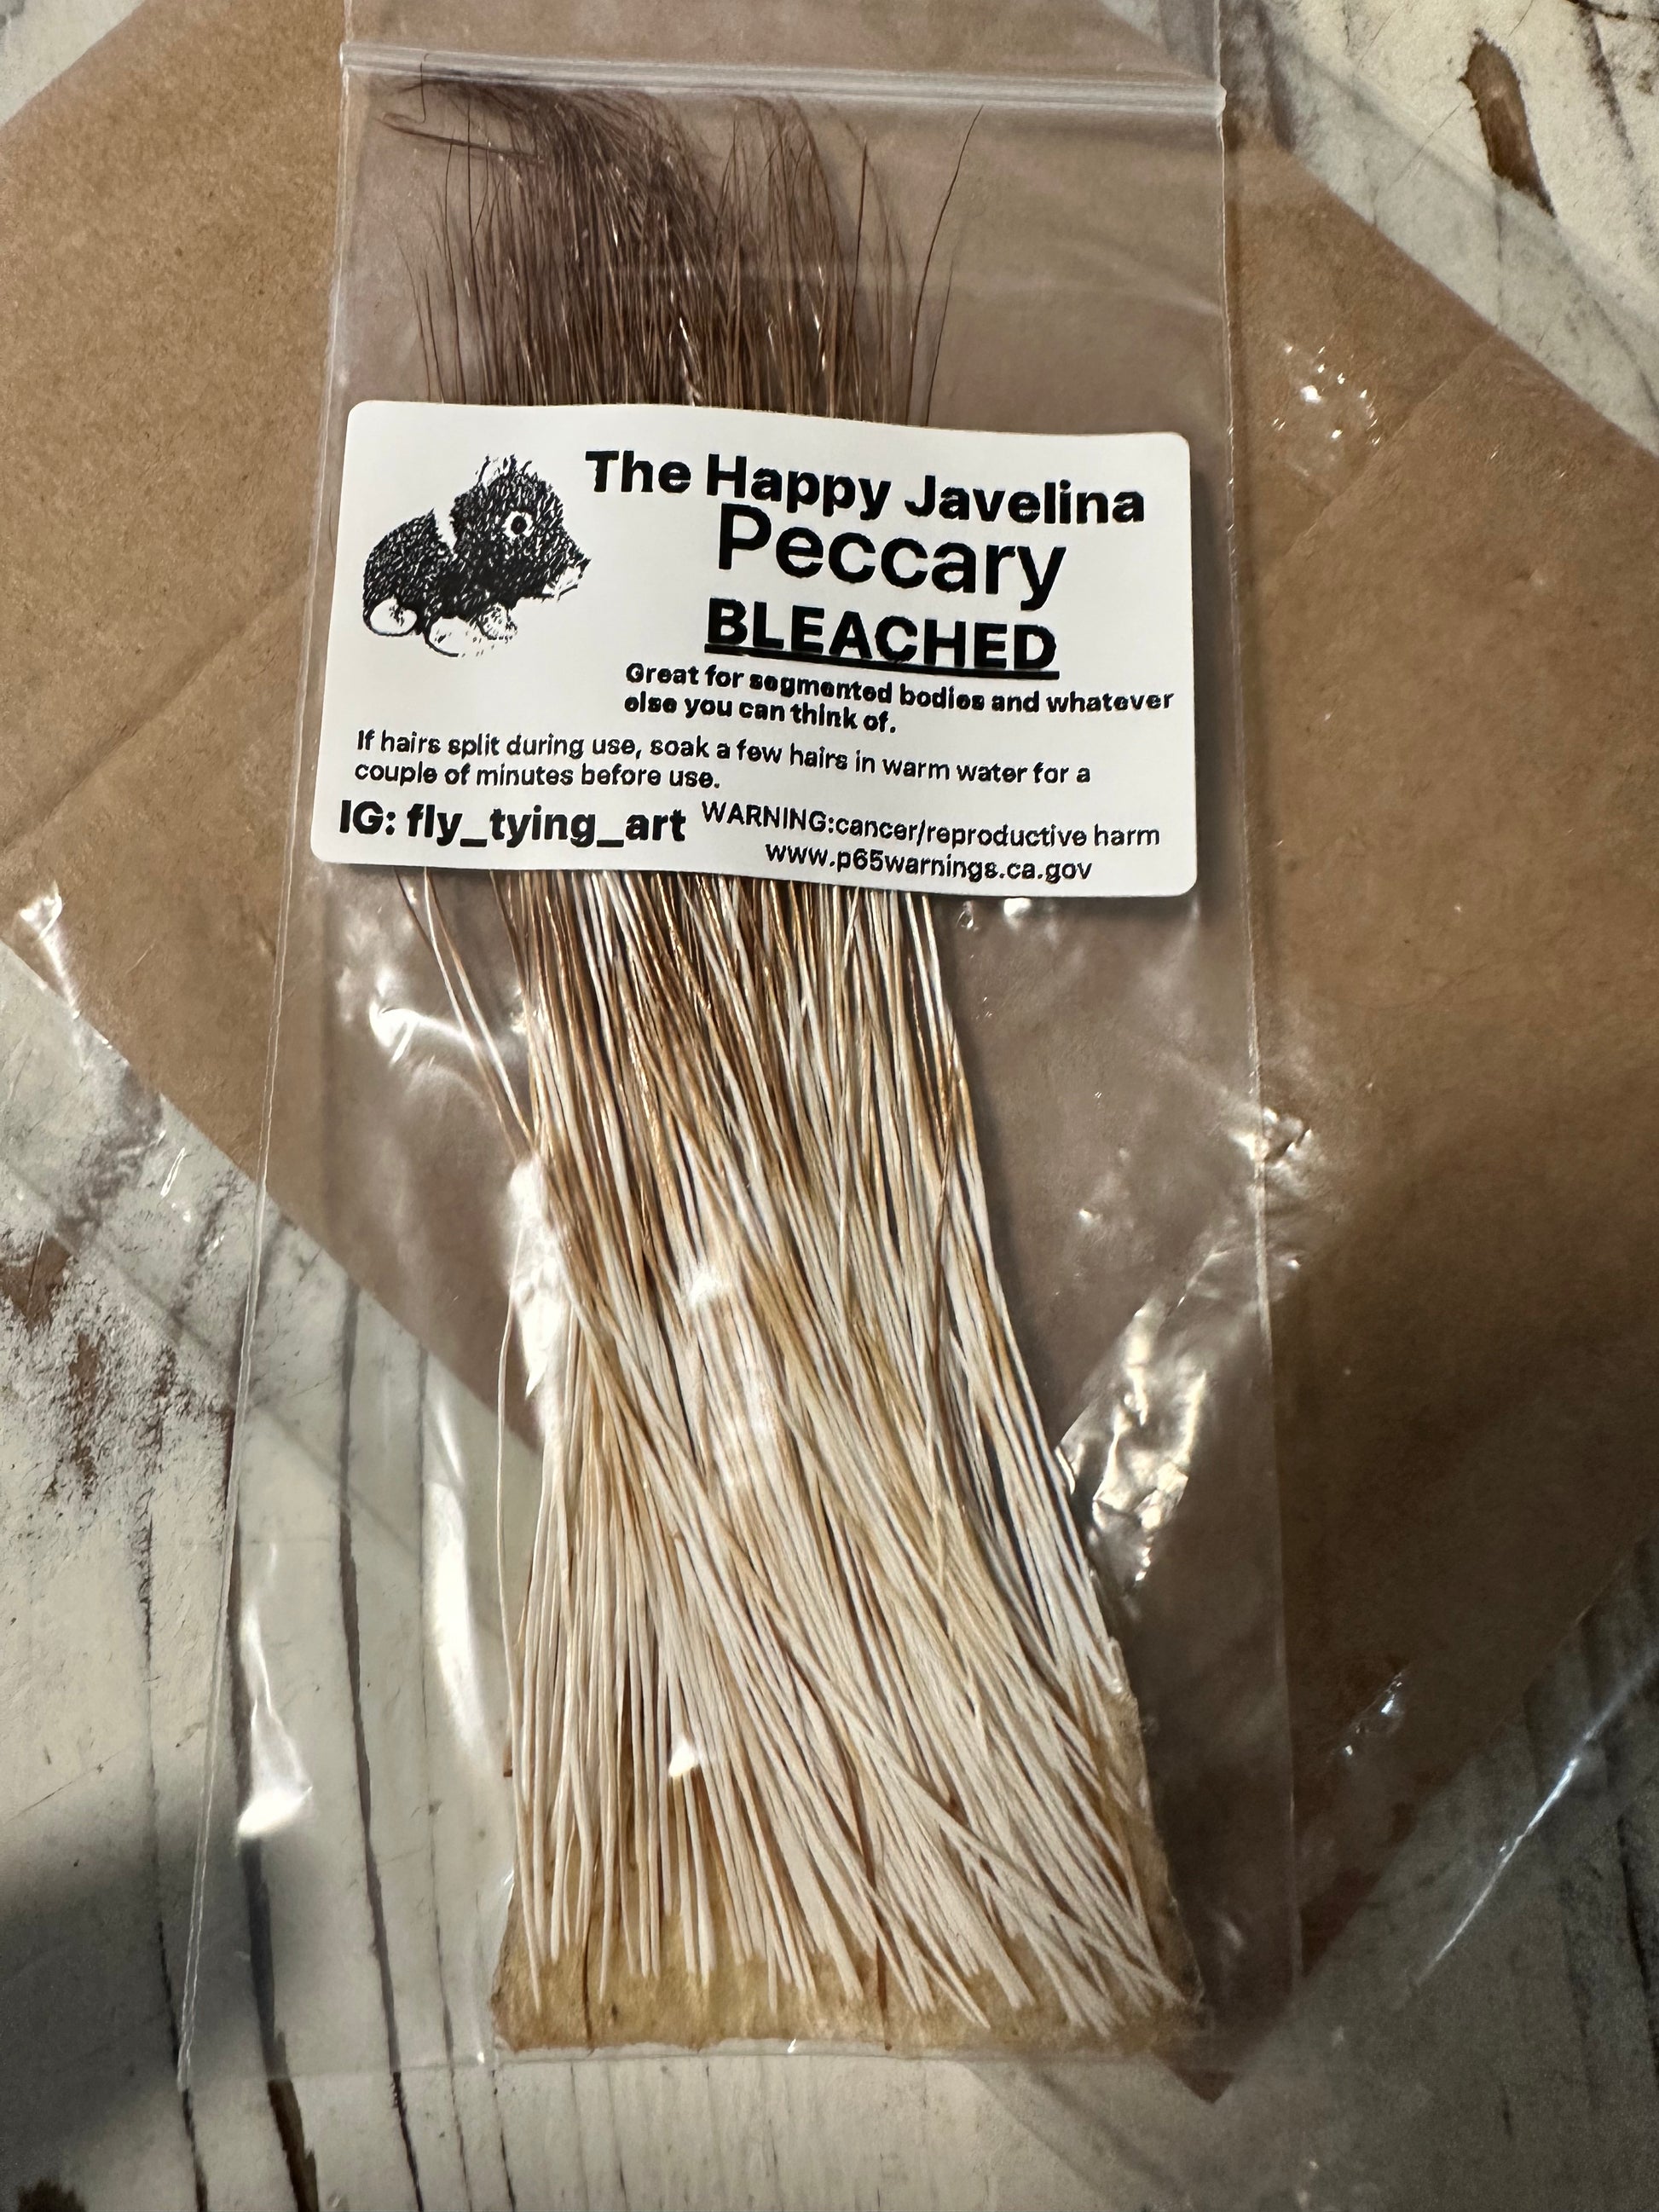 The Happy Javelina
Peccary
BLEACHED
Great for segmented bodies and whatever
else you can think of.
If hairs split during use, soak a few hairs in warm water for a
couple of minutes before use.
IG: fly_tying_art
WARNING:cancer/reproductive harm
www.p65warnings.ca.gov